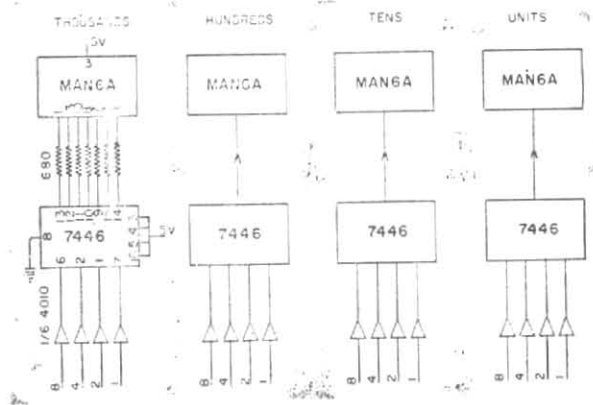 THOUSANDS HUNDREDS TENS UNITS
5V
3
MAN6A MAN6A MAN6A MAN6A
680
7446 7446 7446 7446
8
5V
6 2 1 7
1/6 4010
8 4 2 1 8 4 2 1 8 4 2 1 8 4 2 1